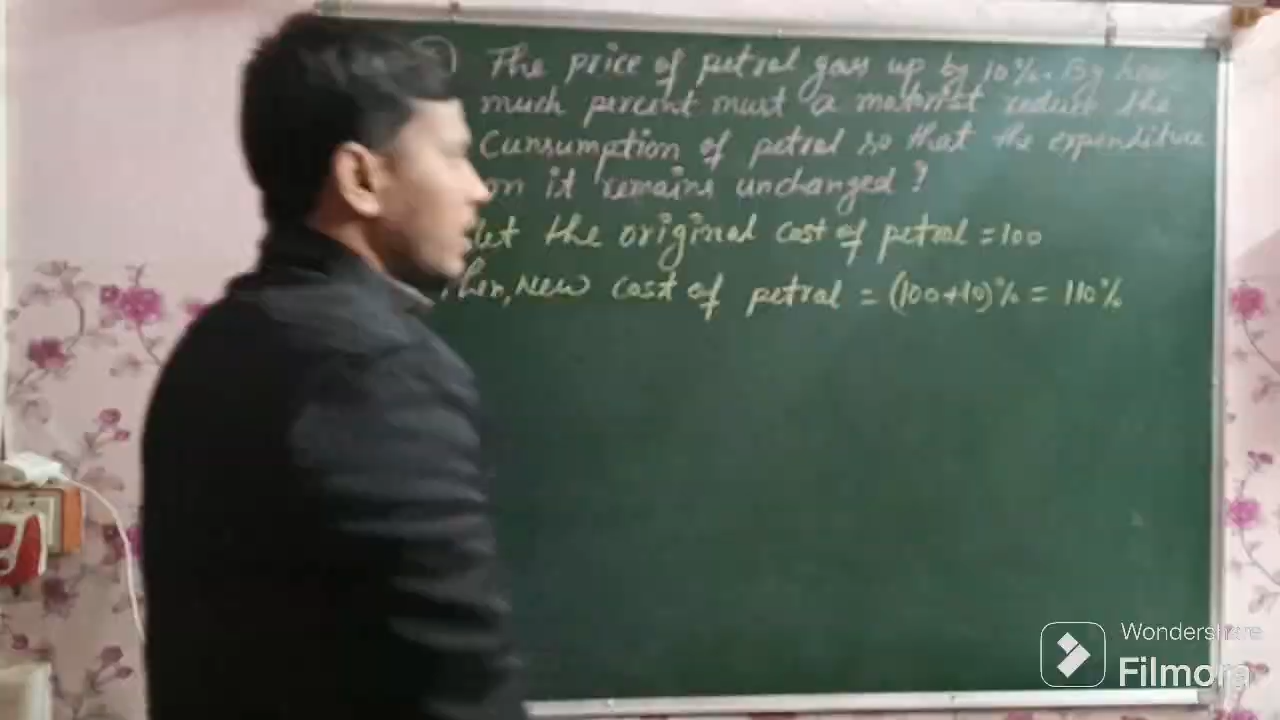 The price of petrol goes up by 10%. By how
much percent must a motorist reduce the
Cunsumption of petrol so that the expenditure
on it remains unchanged ?
Let the original cost of petrol = 100
Then, New cost of petrol = (100+10)% = 110%
Wondershare
Filmora